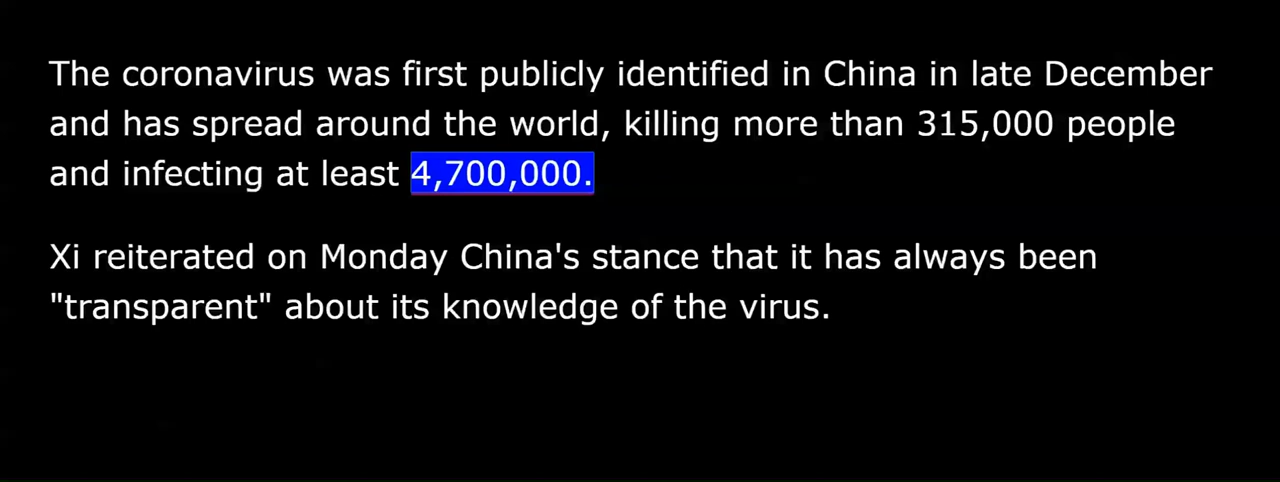 The coronavirus was first publicly identified in China in late December
and has spread around the world, killing more than 315,000 people
and infecting at least 4,700,000.
Xi reiterated on Monday China's stance that it has always been
"transparent" about its knowledge of the virus.